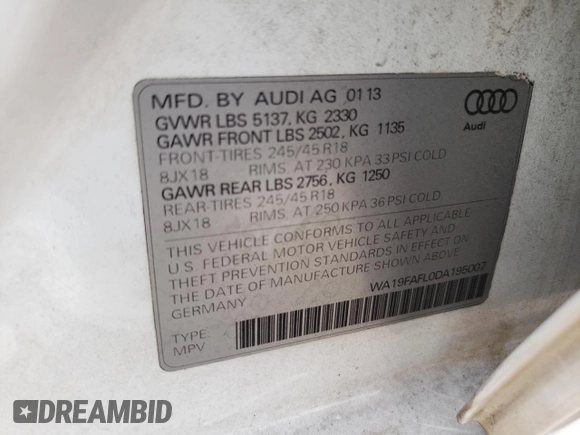 MFD. BY AUDI AG 01 13
GVWR LBS 5137, KG 2330
GAWR FRONT LBS 2502, KG 1135
FRONT-TIRES 245/45 R18
8JX18 RIMS, AT 230 KPA 33 PSI COLD
GAWR REAR LBS 2756, KG 1250
REAR-TIRES 245/45 R18
8JX18 RIMS, AT 250 KPA 36 PSI COLD
THIS VEHICLE CONFORMS TO ALL APPLICABLE
U.S. FEDERAL MOTOR VEHICLE SAFETY AND
THEFT PREVENTION STANDARDS IN EFFECT ON
THE DATE OF MANUFACTURE SHOWN ABOVE
GERMANY
WA19FAFL0DA195007
TYPE
MPV
Audi
DREAMBID